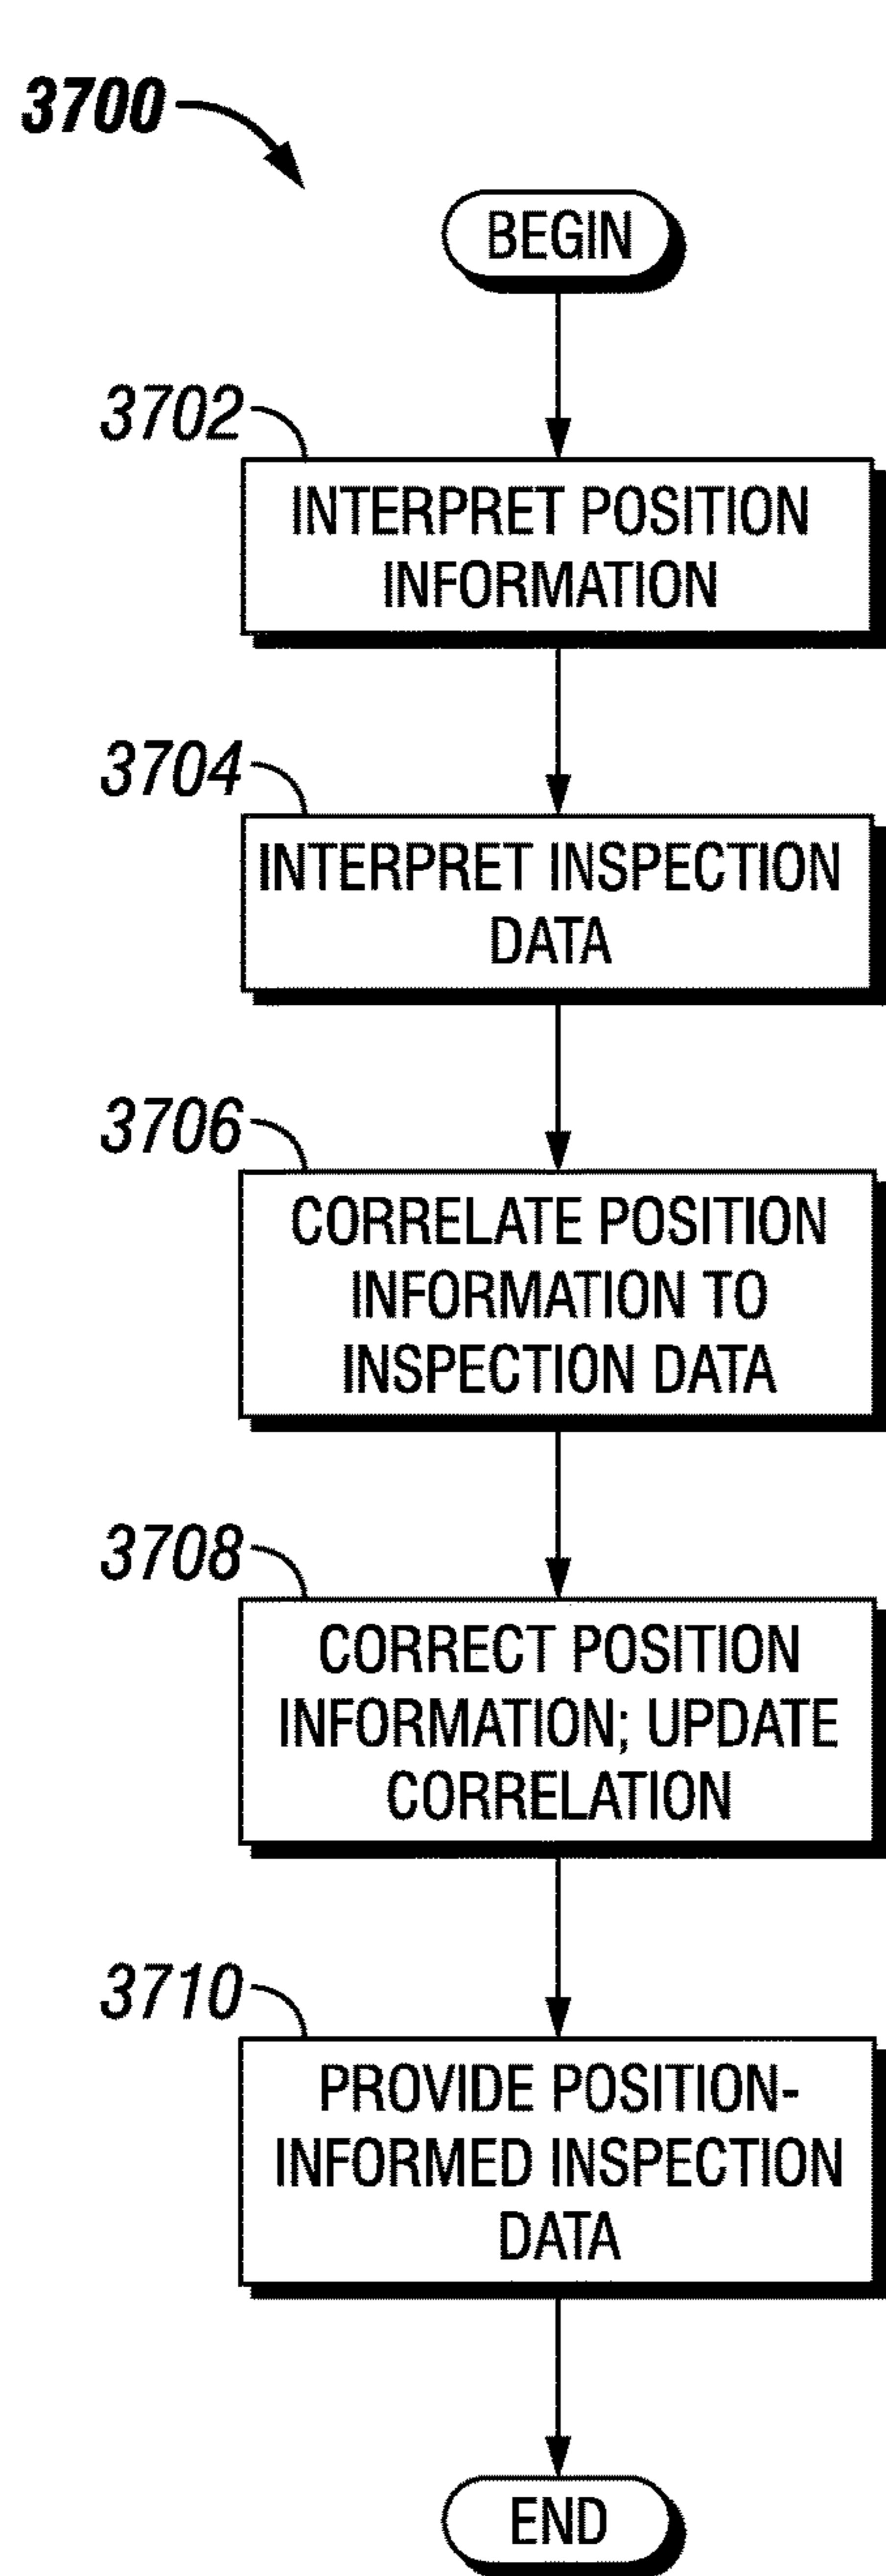 3700
BEGIN
3702
INTERPRET POSITION
INFORMATION
3704
INTERPRET INSPECTION
DATA
3706
CORRELATE POSITION
INFORMATION TO
INSPECTION DATA
3708
CORRECT POSITION
INFORMATION; UPDATE
CORRELATION
3710
PROVIDE POSITION-
INFORMED INSPECTION
DATA
END